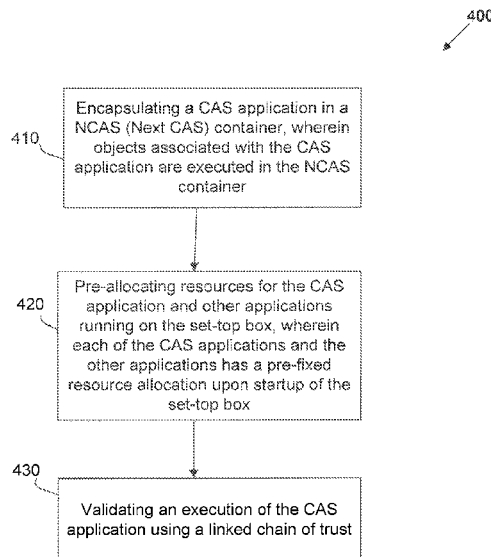 400
410
Encapsulating a CAS application in a
NCAS (Next CAS) container, wherein
objects associated with the CAS
application are executed in the NCAS
container
420
Pre-allocating resources for the CAS
application and other applications
running on the set-top box, wherein
each of the CAS applications and the
other applications has a pre-fixed
resource allocation upon startup of the
set-top box
430
Validating an execution of the CAS
application using a linked chain of trust